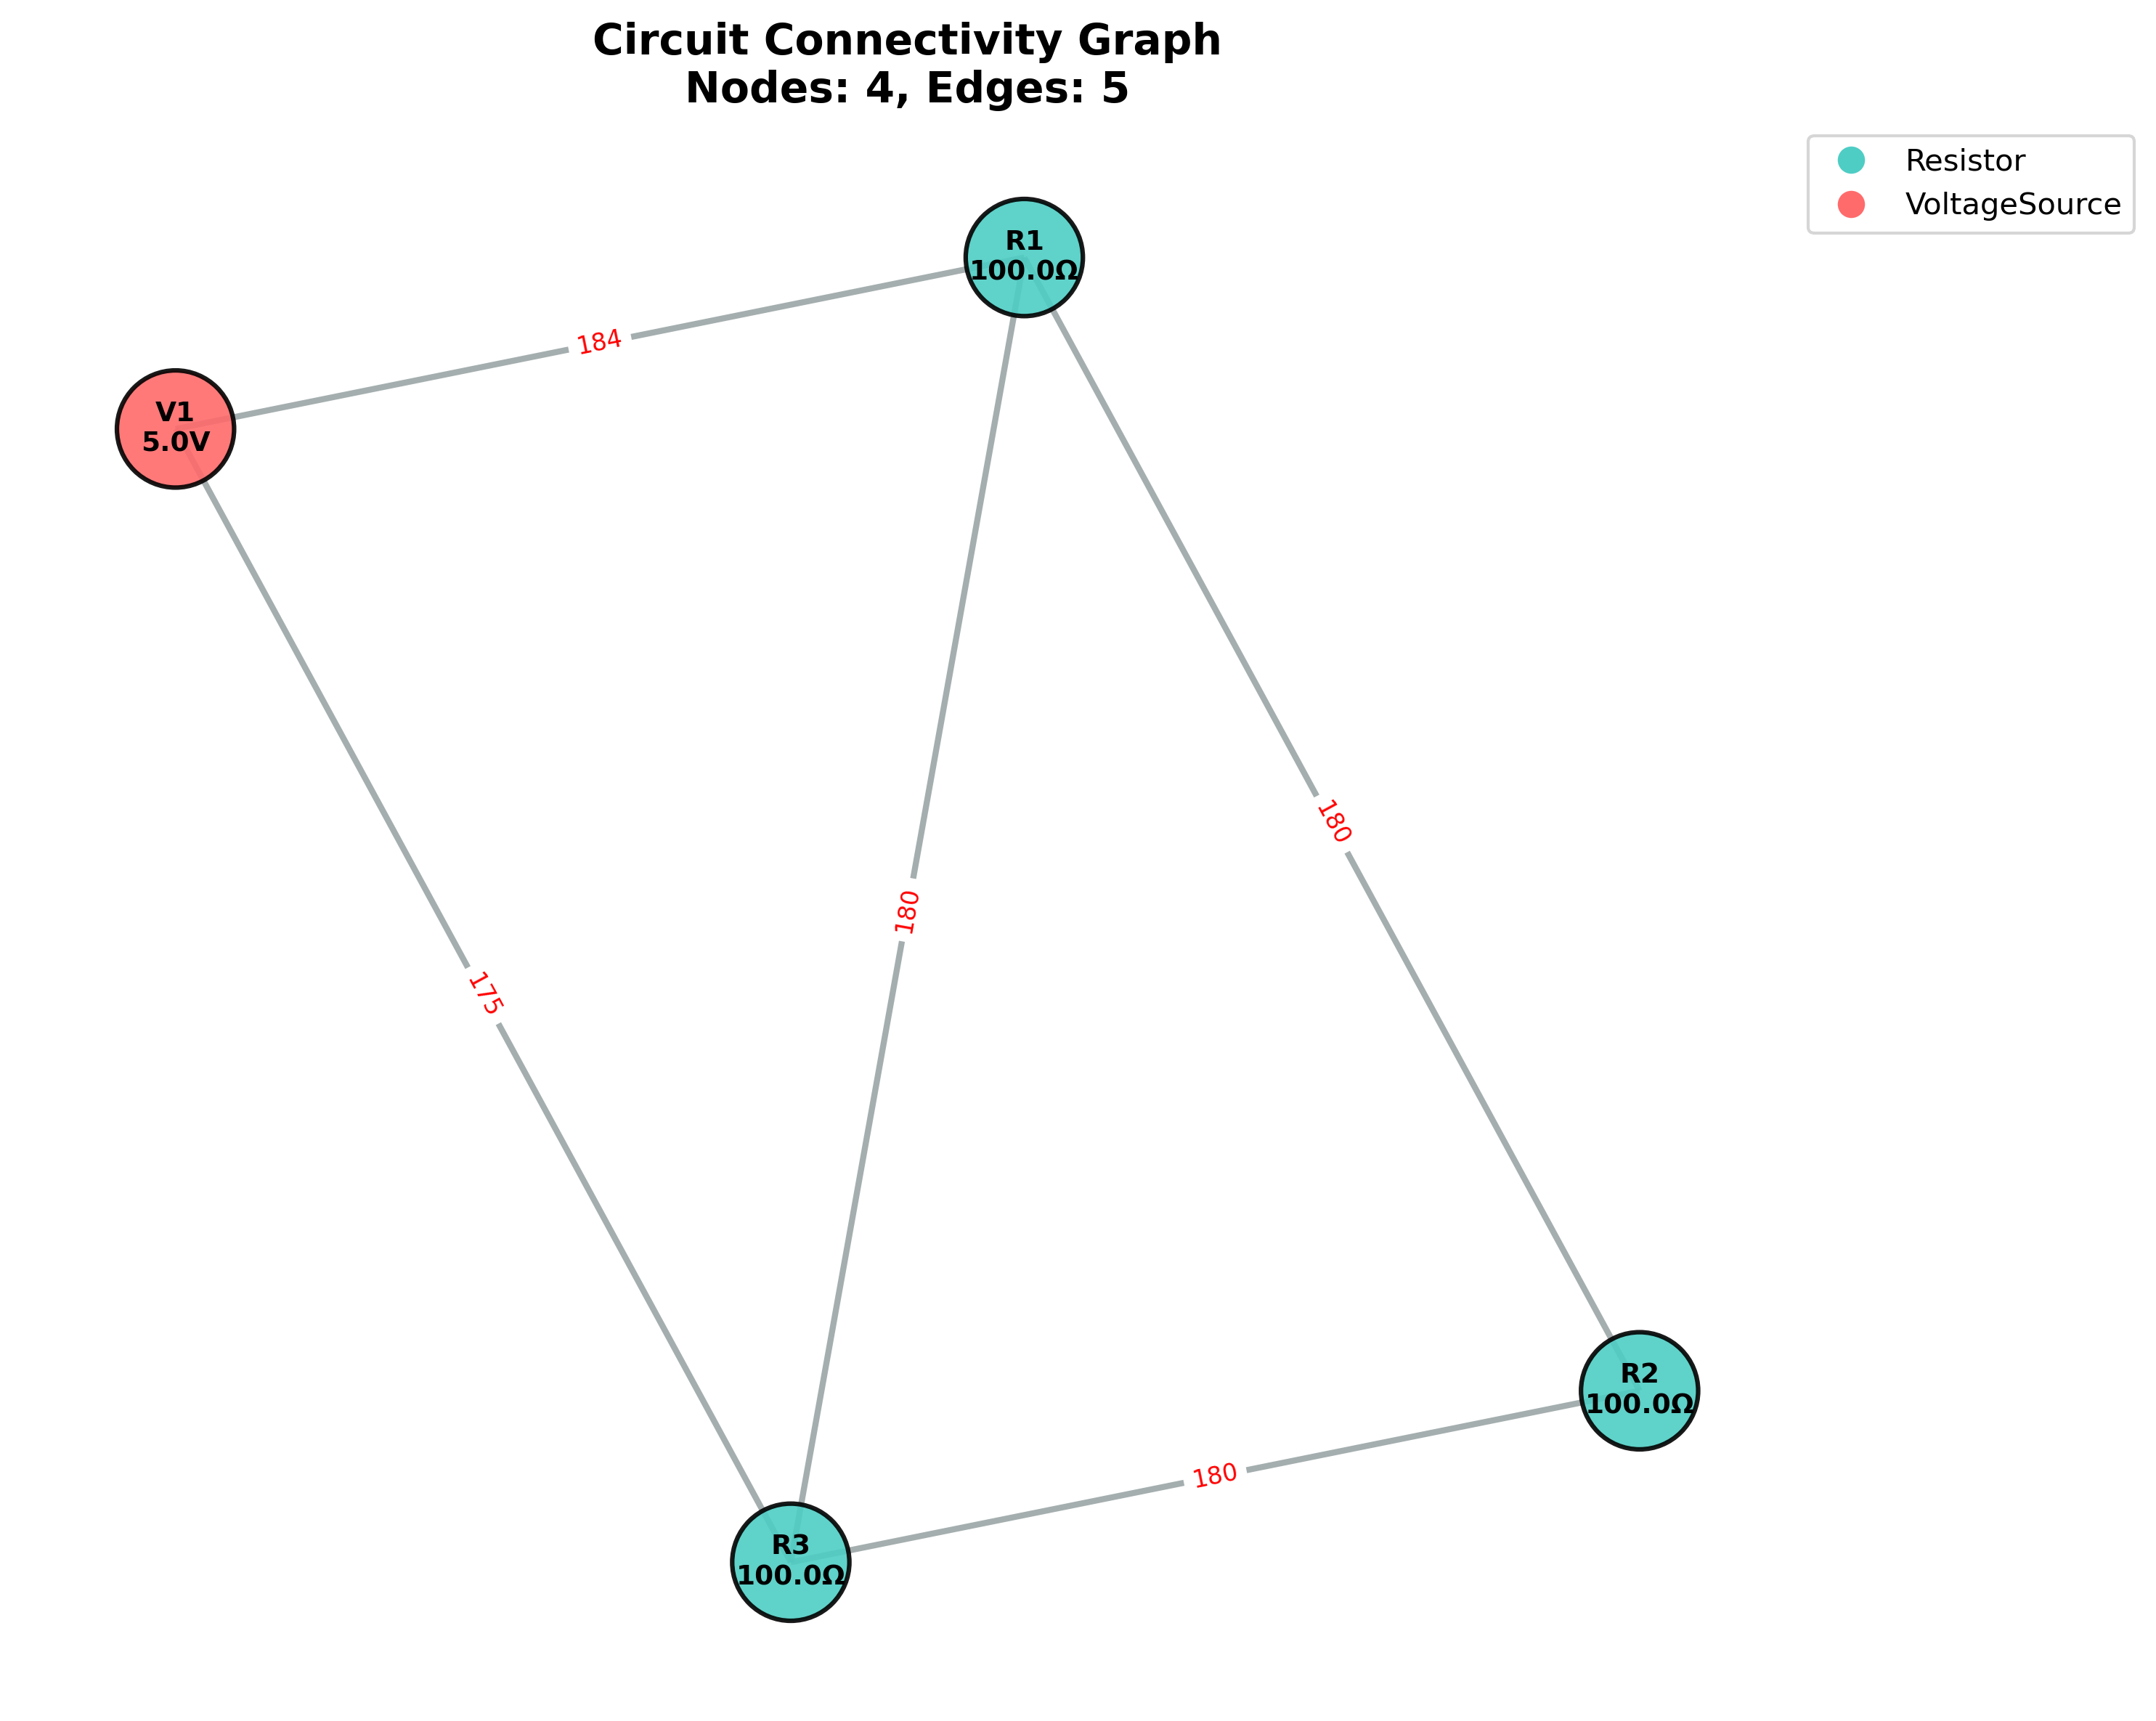 Circuit Connectivity Graph
Nodes: 4, Edges: 5
Resistor
VoltageSource
R1
100.0Ω
184
V1
5.0V
180
180
175
R2
100.0Ω
180
R3
100.0Ω